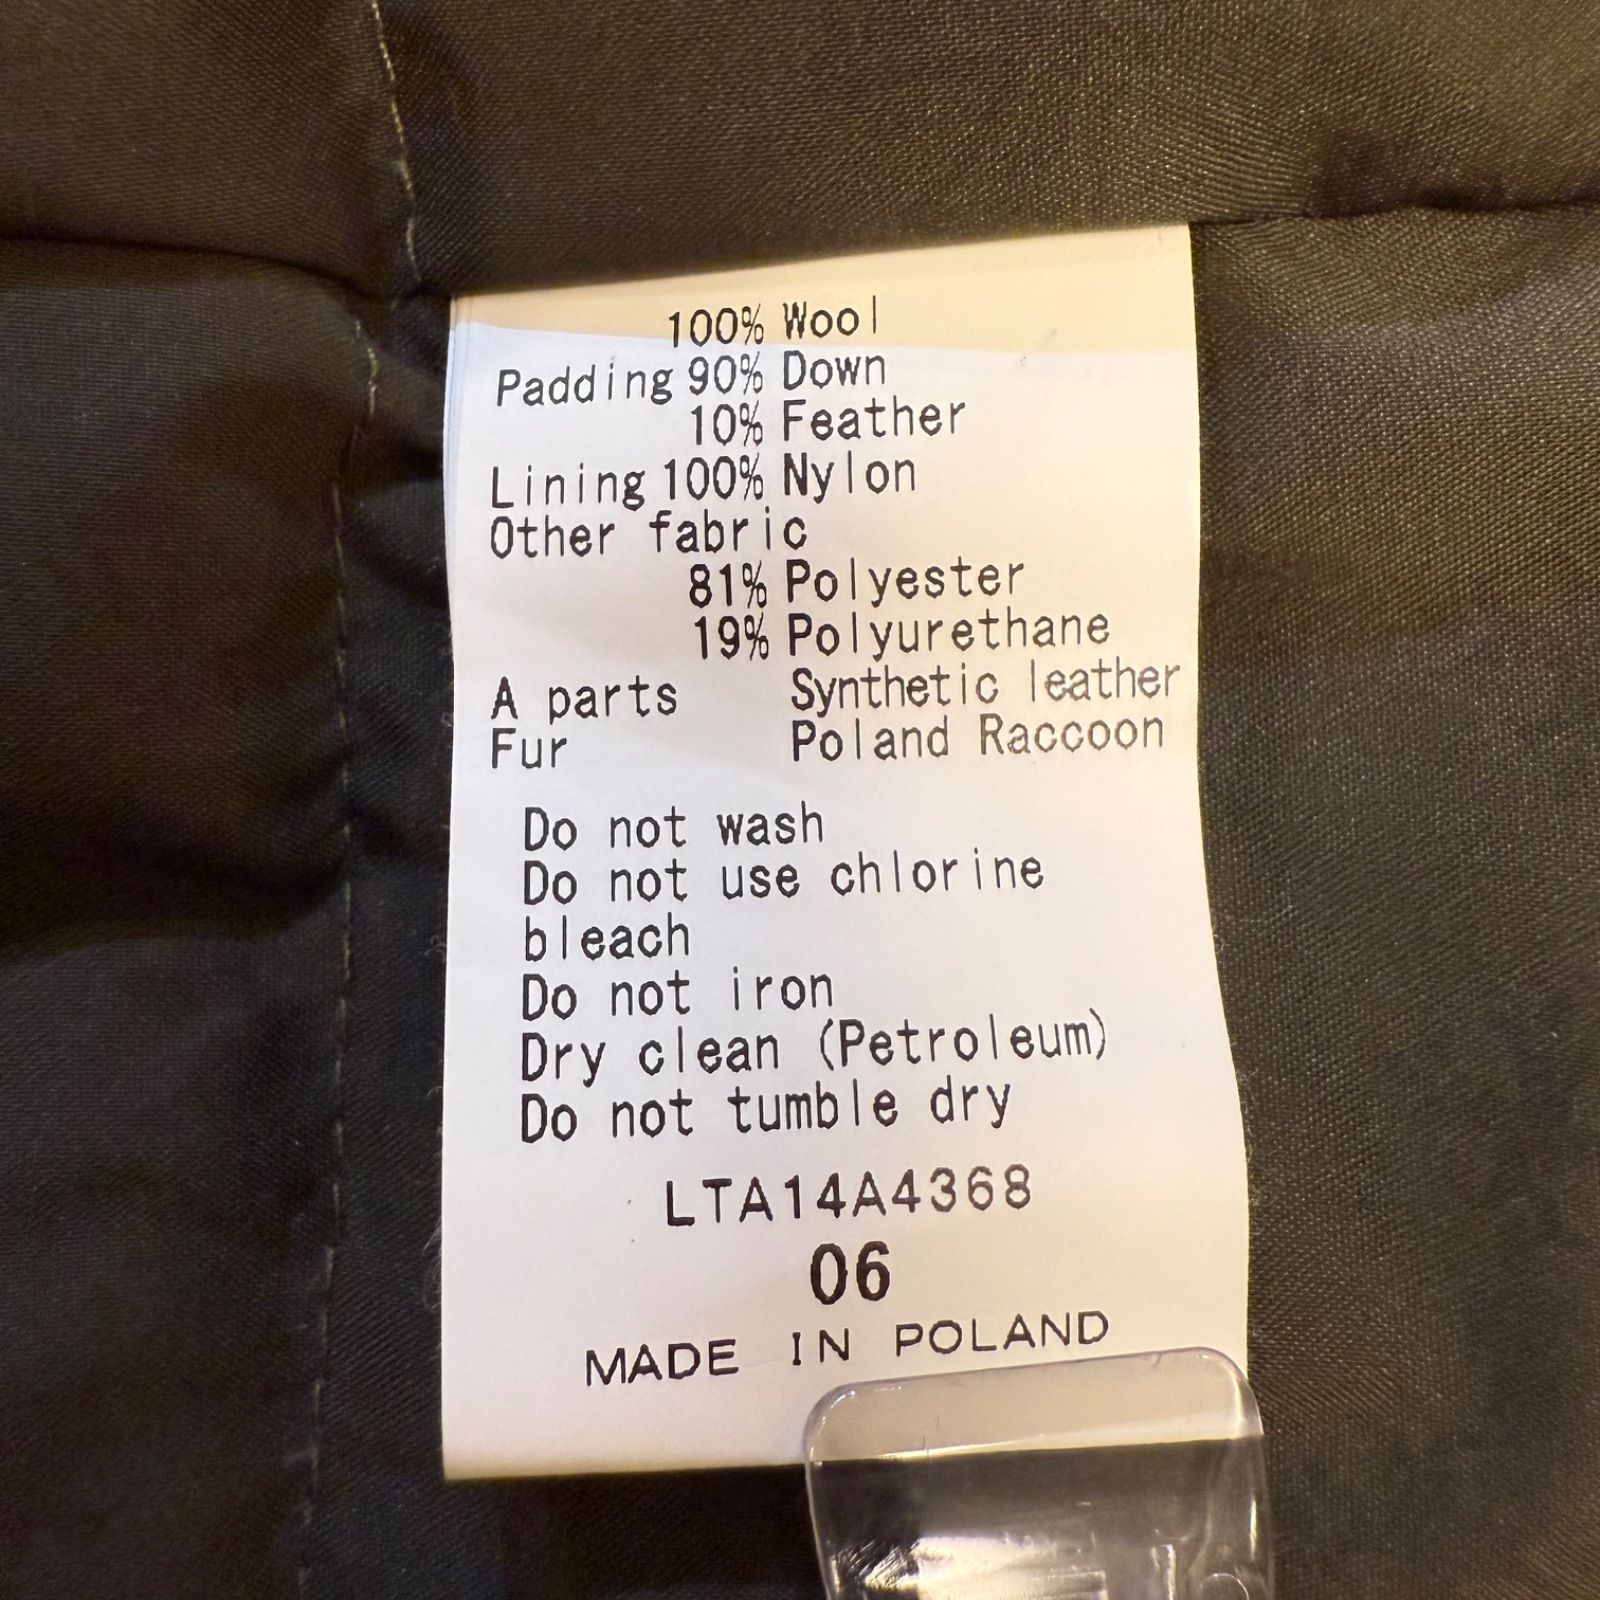 100% Wool
Padding 90% Down
10% Feather
Lining 100% Nylon
Other fabric
81% Polyester
19% Polyurethane
A parts Synthetic leather
Fur Poland Raccoon
Do not wash
Do not use chlorine
bleach
Do not iron
Dry clean (Petroleum)
Do not tumble dry
LTA14A4368
06
MADE IN POLAND